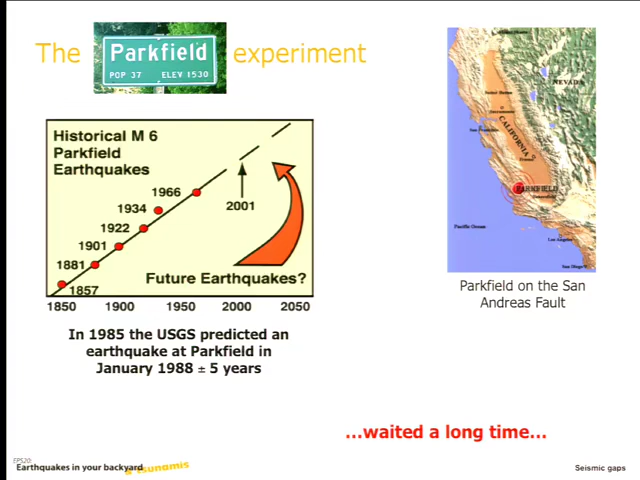 The Parkfield experiment
POP 37 ELEV 1530
Historical M 6
Parkfield
Earthquakes
1966
1934
1922
1901
1881
1857
2001
Future Earthquakes?
1850 1900 1950 2000 2050
In 1985 the USGS predicted an
earthquake at Parkfield in
January 1988 ± 5 years
NEVADA
CALIFORNIA
PARKFIELD
Pacific Ocean
Los Angeles
San Diego
Parkfield on the San
Andreas Fault
…waited a long time…
EPS20:
Earthquakes in your backyard
& tsunamis
Seismic gaps